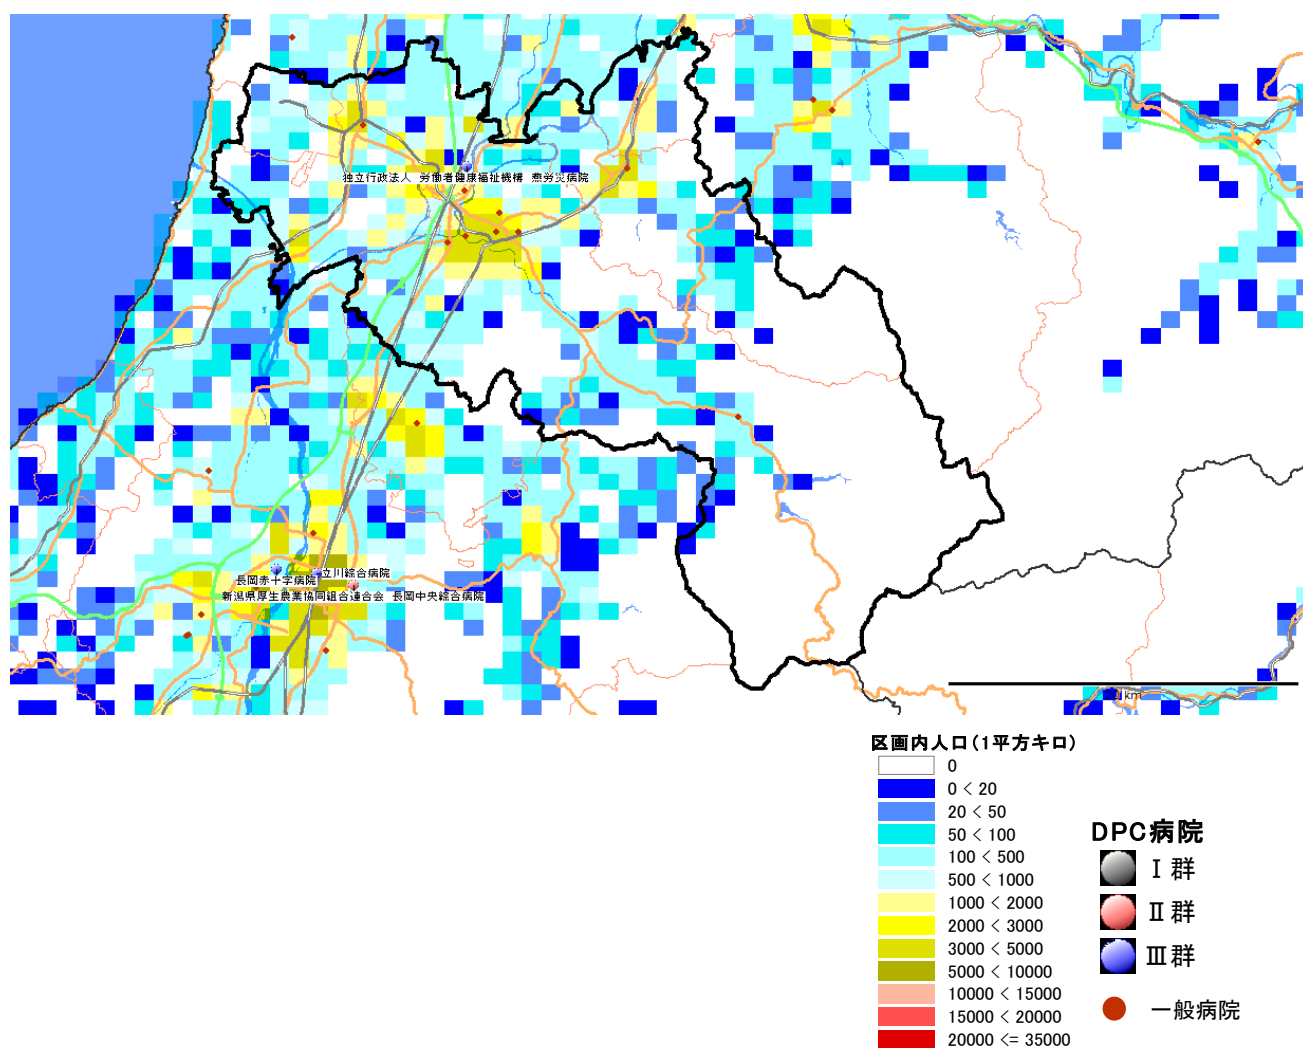 独立行政法人 労働者健康福祉機構 燕労災病院
立川綜合病院
長岡赤十字病院
新潟県厚生農業協同組合連合会 長岡中央綜合病院
km
区画内人口(1平方キロ)
0
0 < 20
20 < 50
50 < 100
100 < 500
500 < 1000
1000 < 2000
2000 < 3000
3000 < 5000
5000 < 10000
10000 < 15000
15000 < 20000
20000 <= 35000
DPC病院
Ⅰ群
Ⅱ群
Ⅲ群
一般病院